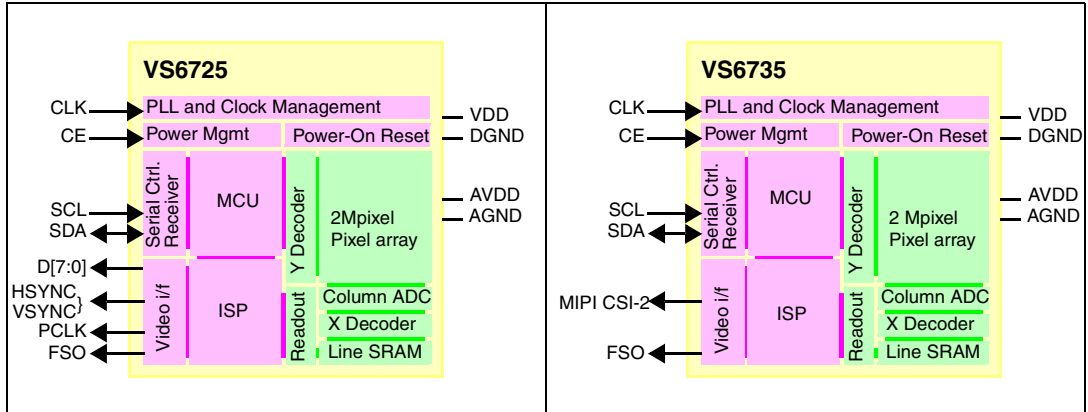 VS6725
CLK
PLL and Clock Management
VDD
CE
Power Mgmt
Power-On Reset
DGND
Serial Ctrl.
Receiver
MCU
Y Decoder
2Mpixel
Pixel array
AVDD
AGND
SCL
SDA
D[7:0]
HSYNC
VSYNC}
PCLK
FSO
Video i/f
ISP
Readout
Column ADC
X Decoder
Line SRAM
VS6735
CLK
PLL and Clock Management
VDD
CE
Power Mgmt
Power-On Reset
DGND
Serial Ctrl.
Receiver
MCU
Y Decoder
2 Mpixel
Pixel array
AVDD
AGND
SCL
SDA
MIPI CSI-2
FSO
Video i/f
ISP
Readout
Column ADC
X Decoder
Line SRAM